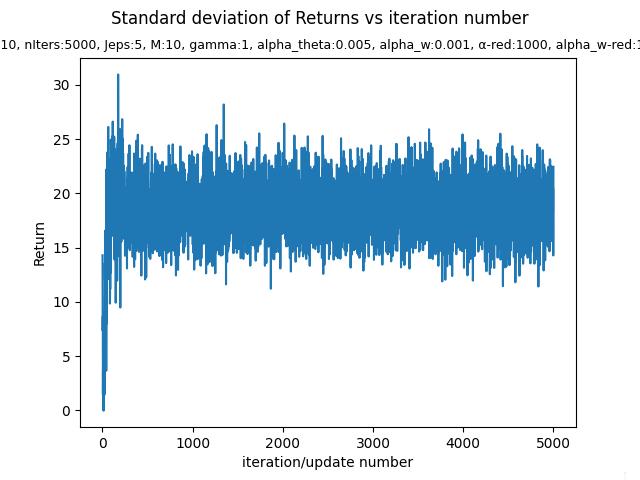 Standard deviation of Returns vs iteration number
10, nIters:5000, Jeps:5, M:10, gamma:1, alpha_theta:0.005, alpha_w:0.001, α-red:1000, alpha_w-red:1
30
25
20
15
10
5
0
Return
0 1000 2000 3000 4000 5000
iteration/update number